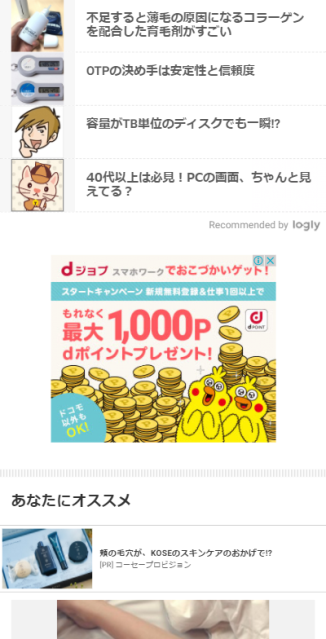 不足すると薄毛の原因になるコラーゲン
を配合した育毛剤がすごい
OTPの決め手は安定性と信頼度
容量がTB単位のディスクでも一瞬!?
40代以上は必見！PCの画面、ちゃんと見
えてる？
Recommended by logly
dジョブ スマホワークでおこづかいゲット！
スタートキャンペーン 新規無料登録&仕事1回以上で
もれなく
最大1,000P
dポイントプレゼント！
d POINT
ドコモ
以外も
OK!
あなたにオススメ
頬の毛穴が、KOSEのスキンケアのおかげで!?
[PR] コーセープロビジョン